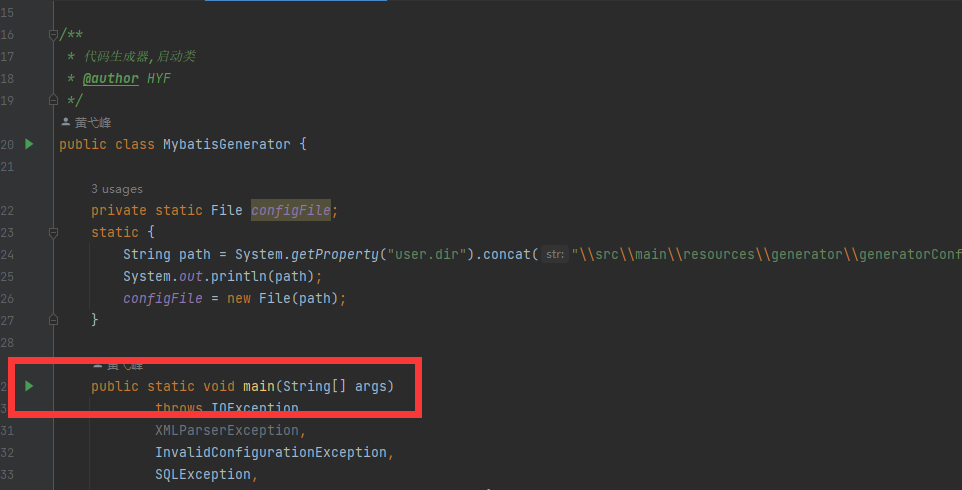 15
16 /**
17 * 代码生成器,启动类
18 * @author HYF
19 */
黄弋峰
20 public class MybatisGenerator {
21
3 usages
22 private static File configFile;
23 static {
24 String path = System.getProperty("user.dir").concat( str: "\\src\\main\\resources\\generator\\generatorConf
25 System.out.println(path);
26 configFile = new File(path);
27 }
28
黄弋峰
public static void main(String[] args)
throws IOException
31 XMLParserException,
32 InvalidConfigurationException,
33 SQLException,